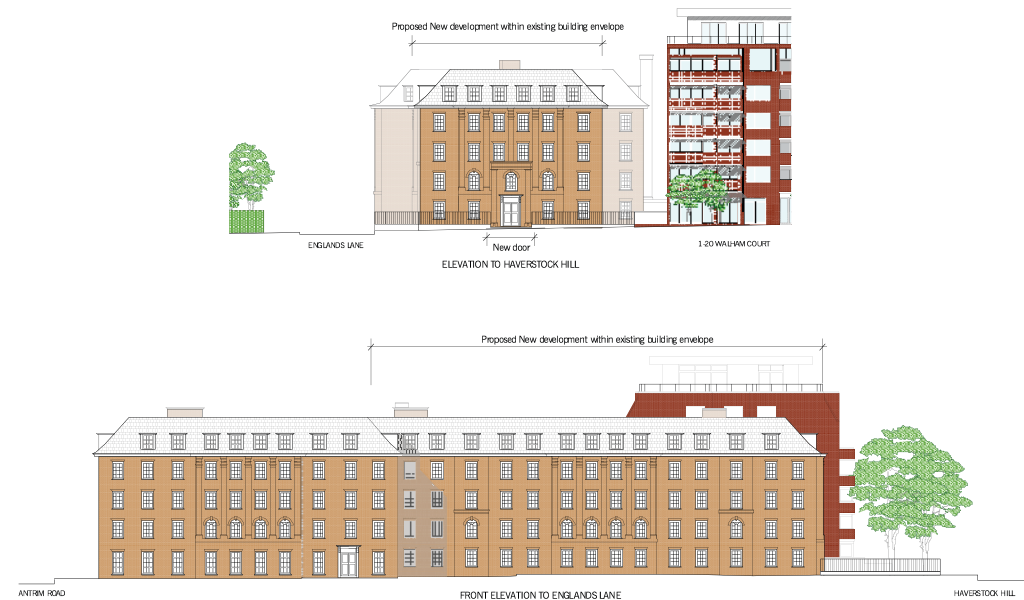 Proposed New development within existing building envelope
ENGLANDS LANE
New door
1-20 WALHAM COURT
ELEVATION TO HAVERSTOCK HILL
Proposed New development within existing building envelope
ANTRIM ROAD
FRONT ELEVATION TO ENGLANDS LANE
HAVERSTOCK HILL